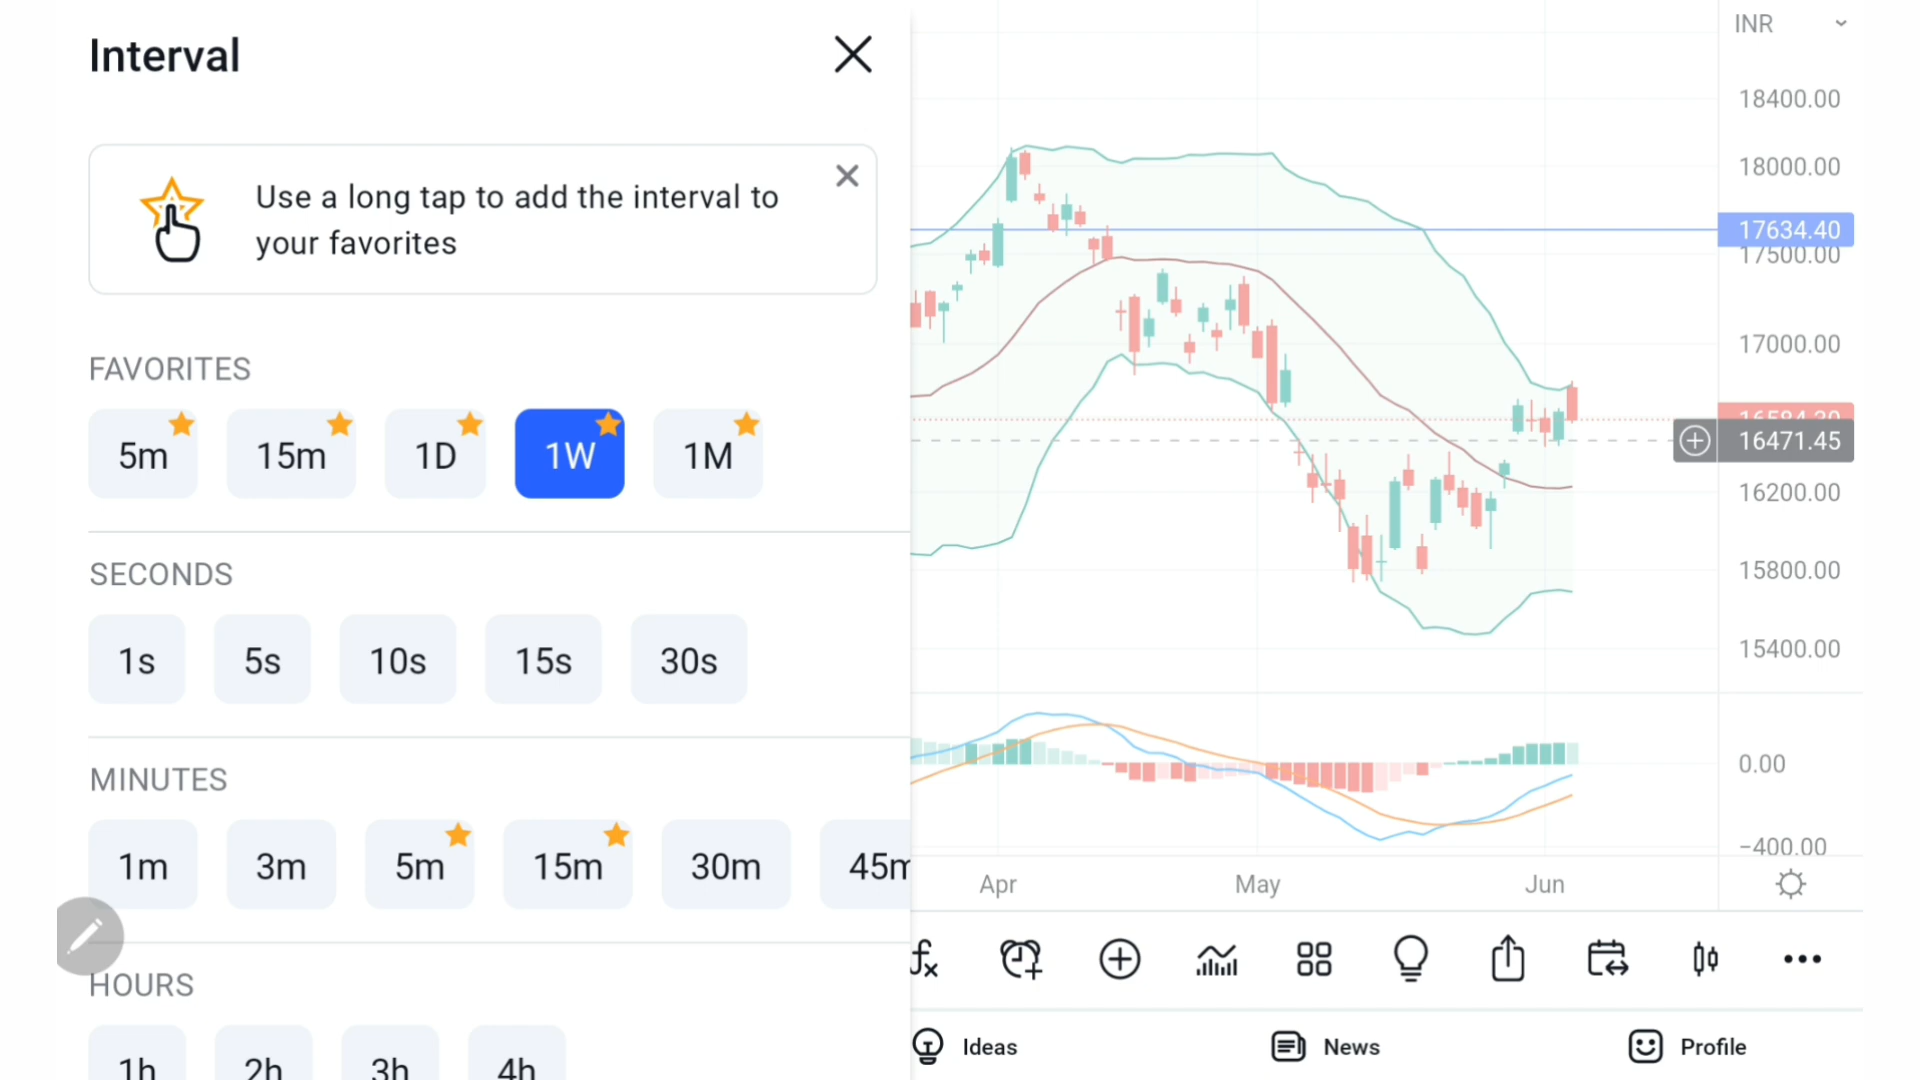 Interval
Use a long tap to add the interval to
your favorites
FAVORITES
5m 15m 1D 1W 1M
SECONDS
1s 5s 10s 15s 30s
MINUTES
1m 3m 5m 15m 30m 45m
HOURS
1h 2h 3h 4h
INR
18400.00
18000.00
17634.40
17500.00
17000.00
16584.30
16471.45
16200.00
15800.00
15400.00
0.00
−400.00
Apr May Jun
Ideas News Profile